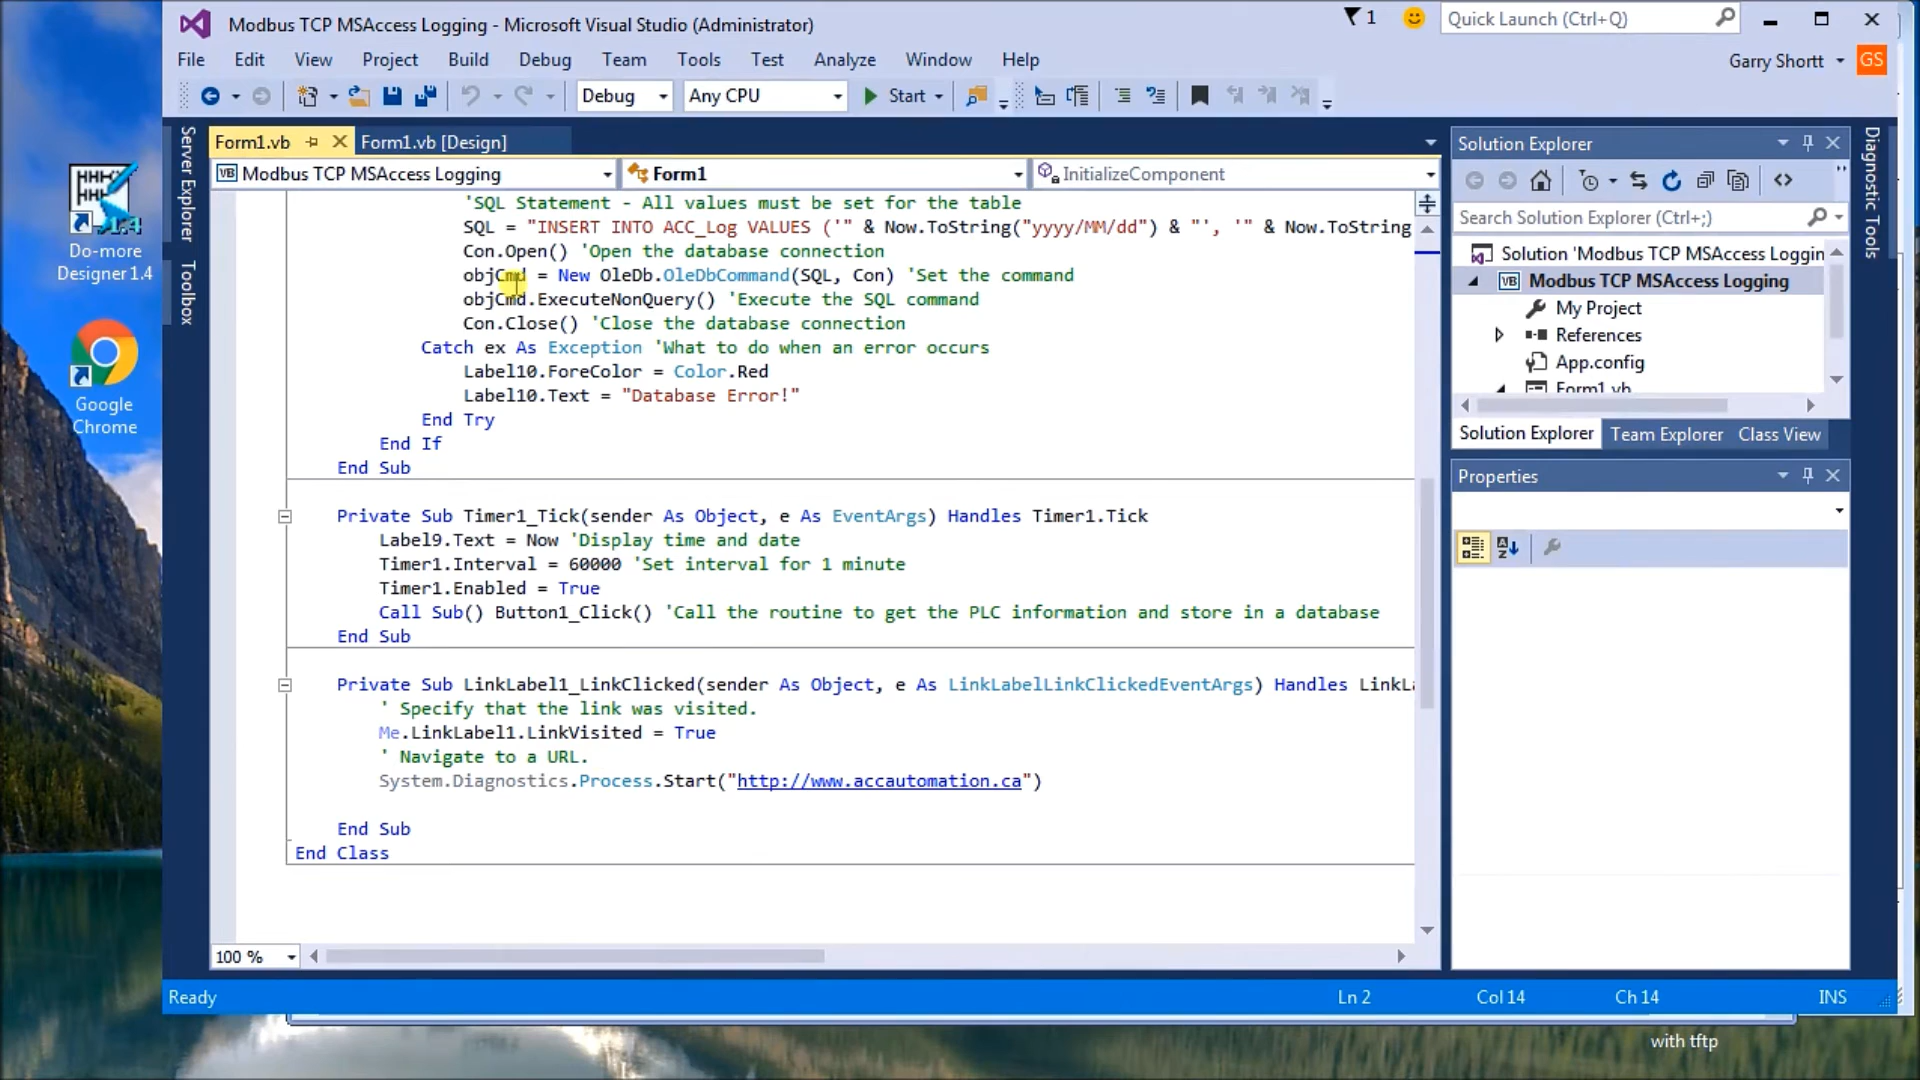 Modbus TCP MSAccess Logging - Microsoft Visual Studio (Administrator)
1
Quick Launch (Ctrl+Q)
File Edit View Project Build Debug Team Tools Test Analyze Window Help
Garry Shortt
GS
Debug
Any CPU
Start
Form1.vb
Form1.vb [Design]
Modbus TCP MSAccess Logging
Form1
InitializeComponent
Server Explorer
Toolbox
Do-more
Designer 1.4
Google
Chrome
'SQL Statement - All values must be set for the table
SQL = "INSERT INTO ACC_Log VALUES ('" & Now.ToString("yyyy/MM/dd") & "', '" & Now.ToString
Con.Open() 'Open the database connection
objCmd = New OleDb.OleDbCommand(SQL, Con) 'Set the command
objCmd.ExecuteNonQuery() 'Execute the SQL command
Con.Close() 'Close the database connection
Catch ex As Exception 'What to do when an error occurs
Label10.ForeColor = Color.Red
Label10.Text = "Database Error!"
End Try
End If
End Sub
Private Sub Timer1_Tick(sender As Object, e As EventArgs) Handles Timer1.Tick
Label9.Text = Now 'Display time and date
Timer1.Interval = 60000 'Set interval for 1 minute
Timer1.Enabled = True
Call Sub() Button1_Click() 'Call the routine to get the PLC information and store in a database
End Sub
Private Sub LinkLabel1_LinkClicked(sender As Object, e As LinkLabelLinkClickedEventArgs) Handles LinkLa
' Specify that the link was visited.
Me.LinkLabel1.LinkVisited = True
' Navigate to a URL.
System.Diagnostics.Process.Start("http://www.accautomation.ca")
End Sub
End Class
100 %
Solution Explorer
Search Solution Explorer (Ctrl+;)
Solution 'Modbus TCP MSAccess Loggin
Modbus TCP MSAccess Logging
My Project
References
App.config
Form1.vb
Solution Explorer Team Explorer Class View
Properties
Diagnostic Tools
Ready
Ln 2
Col 14
Ch 14
INS
with tftp